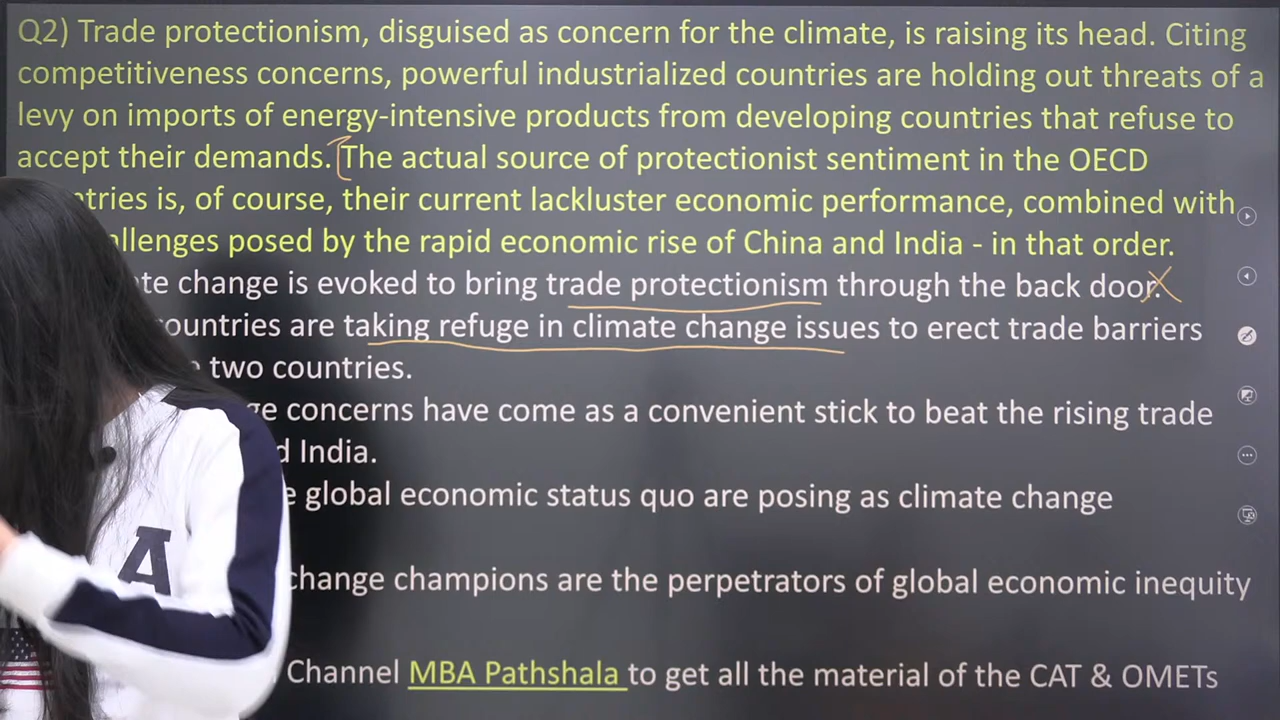 Q2) Trade protectionism, disguised as concern for the climate, is raising its head. Citing
competitiveness concerns, powerful industrialized countries are holding out threats of a
levy on imports of energy-intensive products from developing countries that refuse to
accept their demands. The actual source of protectionist sentiment in the OECD
is, of course, their current lackluster economic performance, combined with
posed by the rapid economic rise of China and India - in that order.
change is evoked to bring trade protectionism through the back door.
are taking refuge in climate change issues to erect trade barriers
two countries.
concerns have come as a convenient stick to beat the rising trade
India.
global economic status quo are posing as climate change
change champions are the perpetrators of global economic inequity
Channel MBA Pathshala to get all the material of the CAT & OMETs
A